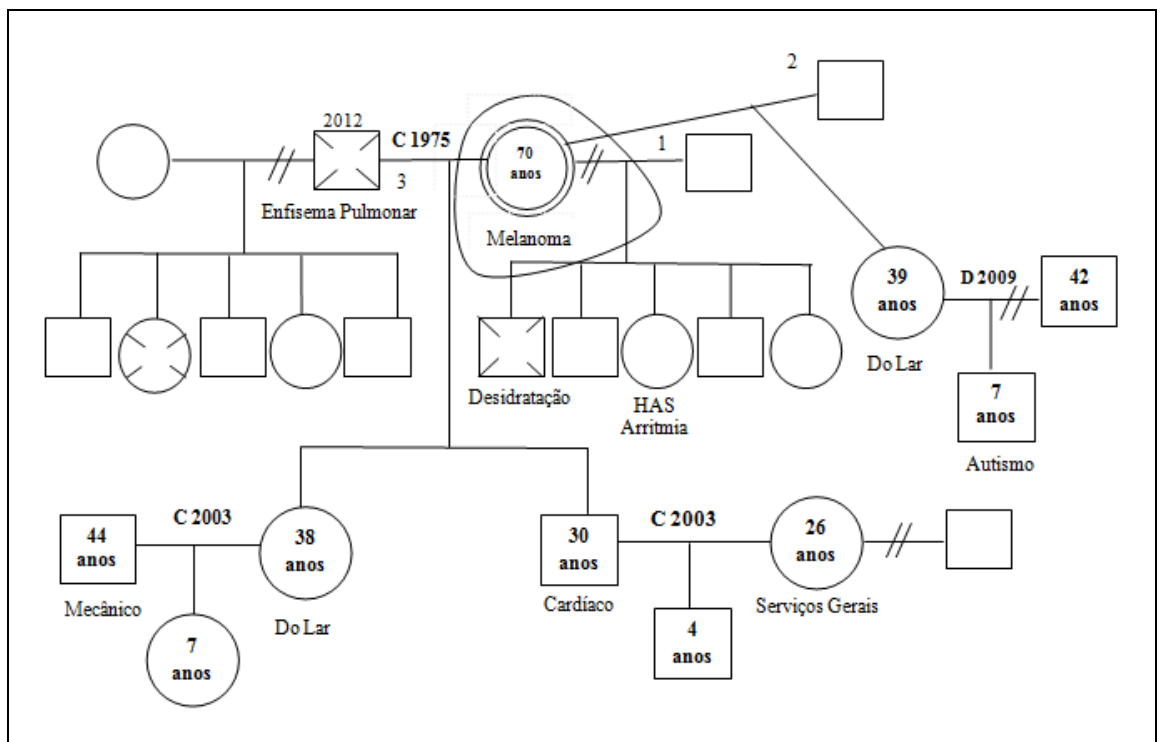 2
2012
C 1975
1
70
anos
3
Enfisema Pulmonar
Melanoma
39
anos
D 2009
42
anos
Do Lar
Desidratação
HAS
Arritmia
7
anos
Autismo
44
anos
C 2003
38
anos
30
anos
C 2003
26
anos
Mecânico
Do Lar
Cardíaco
Serviços Gerais
7
anos
4
anos